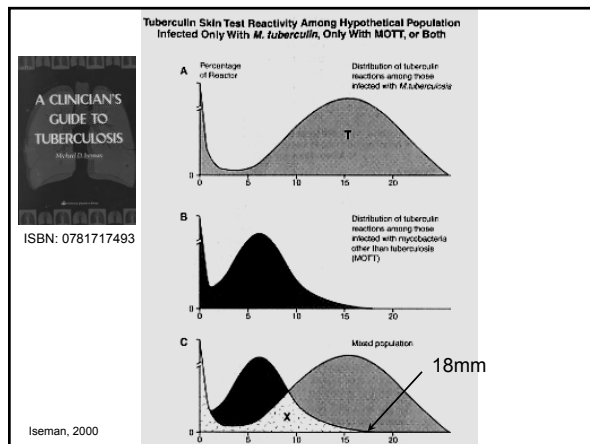 Tuberculin Skin Test Reactivity Among Hypothetical Population
Infected Only With M. tuberculin, Only With MOTT, or Both
A CLINICIAN'S
GUIDE TO
TUBERCULOSIS
Michael D. Iseman
ISBN: 0781717493
A
Percentage
of Reactor
Distribution of tuberculin
reactions among those
infected with M.tuberculosis
T
0
0 5 10 15 20
B
Distribution of tuberculin
reactions among those
infected with mycobacteria
other than tuberculosis
(MOTT)
0
0 5 10 15 20
C
Mixed population
18mm
X
0
0 5 10 15 20
Iseman, 2000